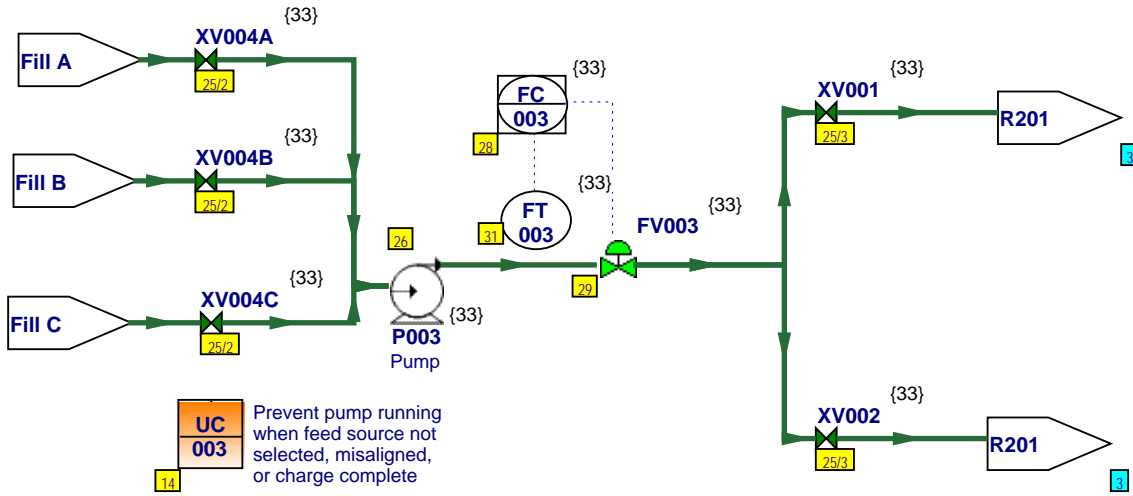 {33}
XV004A
Fill A
25/2
{33}
XV004B
Fill B
25/2
{33}
XV004C
Fill C
25/2
{33}
FC
003
28
{33}
FT
003
31
26
{33}
P003
Pump
{33}
FV003
29
{33}
XV001
25/3
R201
3
{33}
XV002
25/3
R201
3
UC
003
14
Prevent pump running
when feed source not
selected, misaligned,
or charge complete